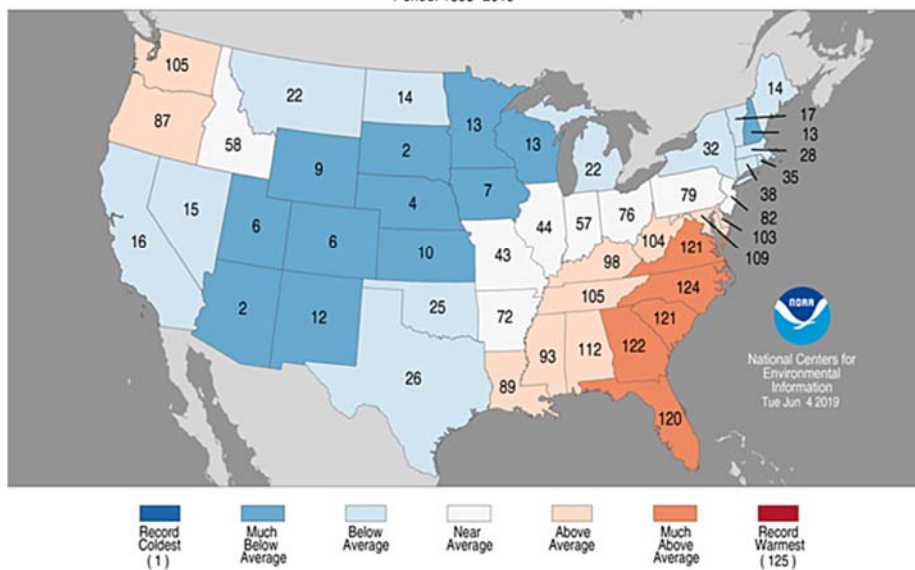 105
87
58
22
14
13
13
22
14
17
13
28
35
38
32
9
2
4
7
6
6
10
15
16
2
12
25
26
43
44
57
76
79
82
103
109
104
121
98
105
124
121
72
93
112
122
89
120
NOAA
National Centers for
Environmental
Information
Tue Jun 4 2019
Record
Coldest
(1)
Much
Below
Average
Below
Average
Near
Average
Above
Average
Much
Above
Average
Record
Warmest
(125)